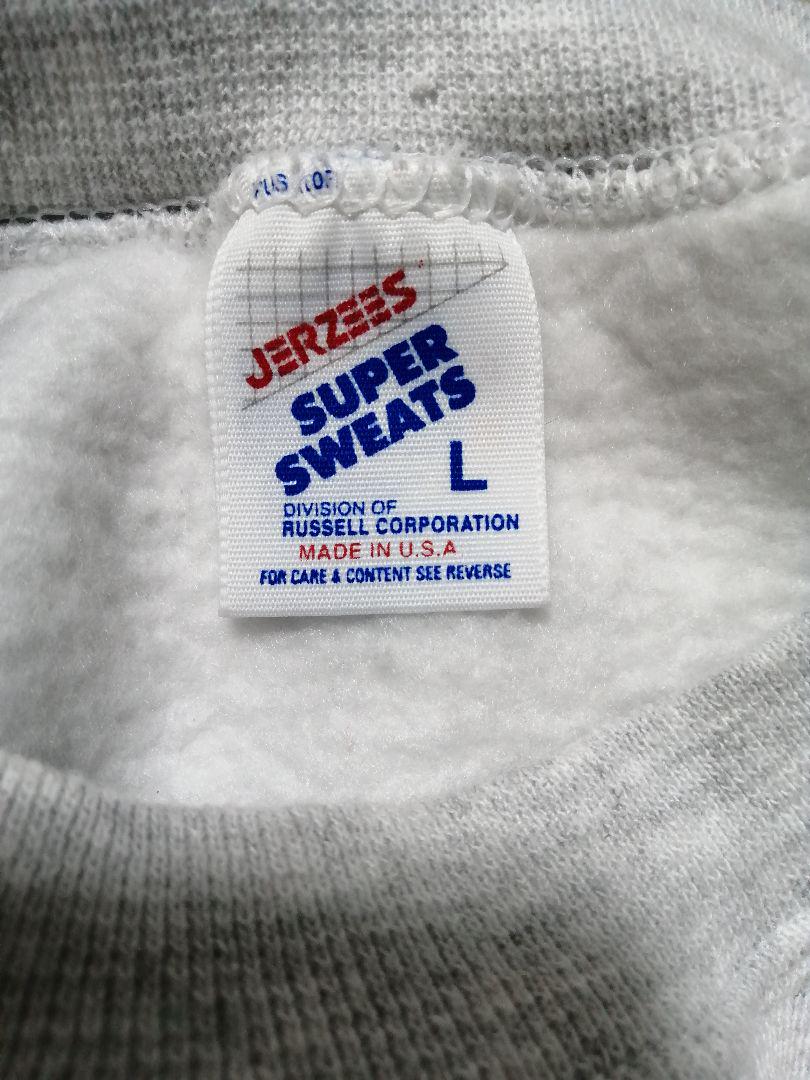 JERZEES
SUPER
SWEATS
L
DIVISION OF
RUSSELL CORPORATION
MADE IN U.S.A
FOR CARE & CONTENT SEE REVERSE